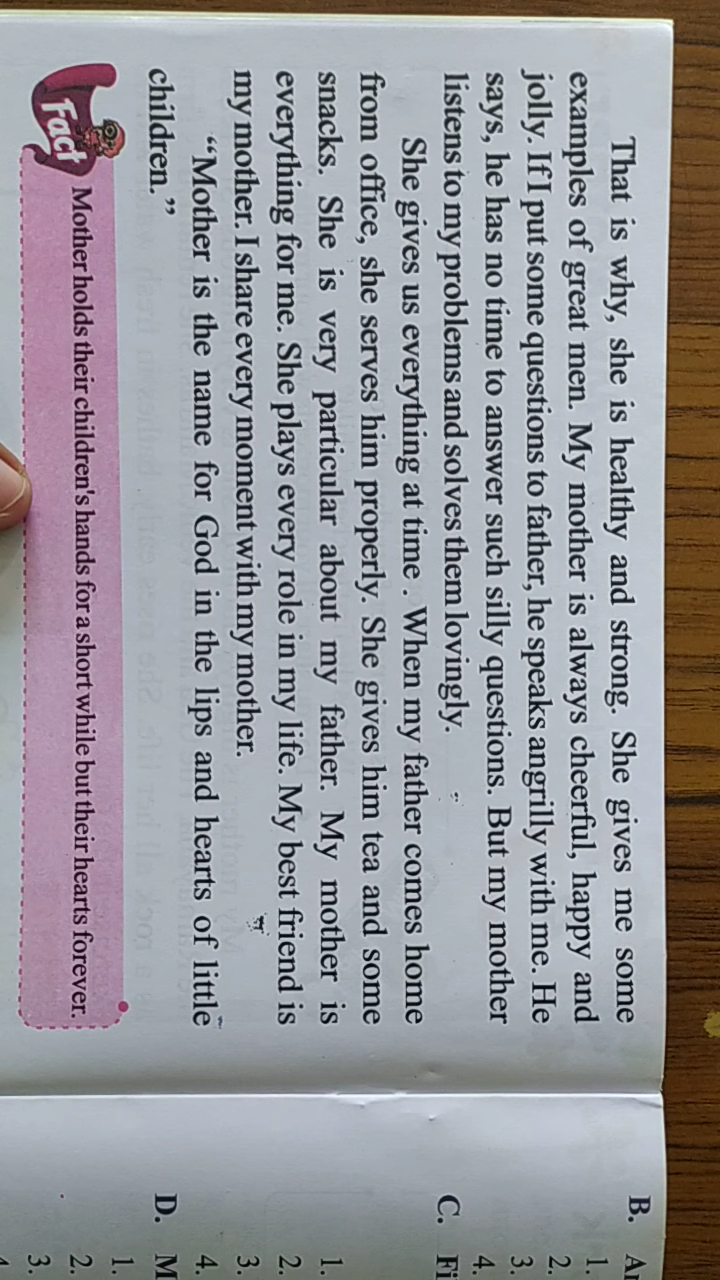 That is why, she is healthy and strong. She gives me some
examples of great men. My mother is always cheerful, happy and
jolly. If I put some questions to father, he speaks angrilly with me. He
says, he has no time to answer such silly questions. But my mother
listens to my problems and solves them lovingly.
She gives us everything at time . When my father comes home
from office, she serves him properly. She gives him tea and some
snacks. She is very particular about my father. My mother is
everything for me. She plays every role in my life. My best friend is
my mother. I share every moment with my mother.
“Mother is the name for God in the lips and hearts of little
children.”
Fact
Mother holds their children's hands for a short while but their hearts forever.
B.
1.
2.
3.
4.
C. Fi
1.
2.
3.
4.
D. M
1.
2.
3.